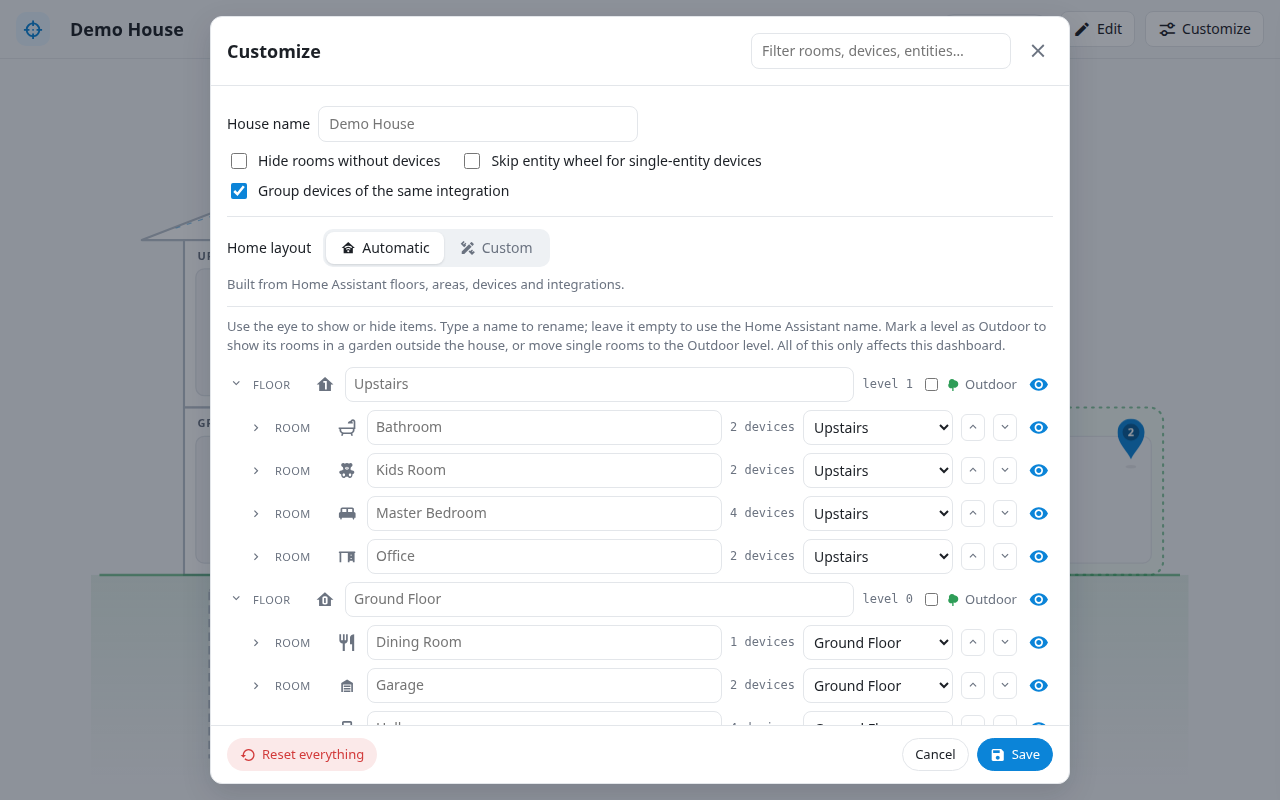 Demo House
Edit
Customize
Customize
Filter rooms, devices, entities…
House name
Demo House
Hide rooms without devices
Skip entity wheel for single-entity devices
Group devices of the same integration
Home layout
Automatic
Custom
Built from Home Assistant floors, areas, devices and integrations.
Use the eye to show or hide items. Type a name to rename; leave it empty to use the Home Assistant name. Mark a level as Outdoor to
show its rooms in a garden outside the house, or move single rooms to the Outdoor level. All of this only affects this dashboard.
FLOOR 1 Upstairs level 1 Outdoor
ROOM Bathroom 2 devices Upstairs
2
ROOM Kids Room 2 devices Upstairs
ROOM Master Bedroom 4 devices Upstairs
ROOM Office 2 devices Upstairs
FLOOR 0 Ground Floor level 0 Outdoor
ROOM Dining Room 1 devices Ground Floor
ROOM Garage 2 devices Ground Floor
Reset everything
Cancel
Save